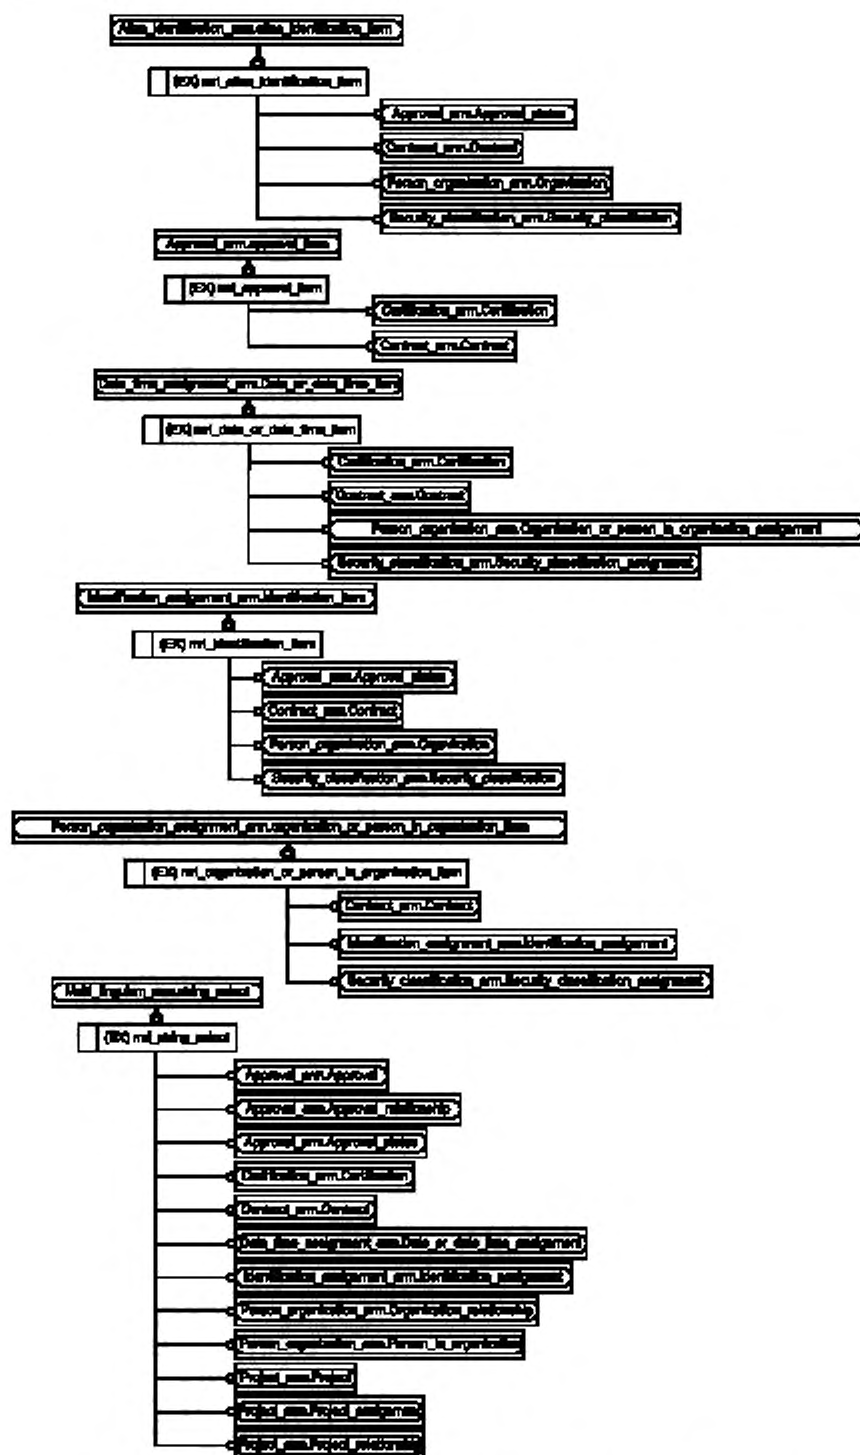 Alias_identification_arm.alias_identification_item
(EX) mri_alias_identification_item
Approval_arm.Approval_status
Contract_arm.Contract
Person_organization_arm.Organization
Security_classification_arm.Security_classification
Approval_arm.approval_item
(EX) mri_approval_item
Certification_arm.Certification
Contract_arm.Contract
Date_time_assignment_arm.Date_or_date_time_item
(EX) mri_date_or_date_time_item
Certification_arm.Certification
Contract_arm.Contract
Person_organization_arm.Organization_or_person_in_organization_assignment
Security_classification_arm.Security_classification_assignment
Identification_assignment_arm.identification_item
(EX) mri_identification_item
Approval_arm.Approval_status
Contract_arm.Contract
Person_organization_arm.Organization
Security_classification_arm.Security_classification
Person_organization_assignment_arm.organization_or_person_in_organization_item
(EX) mri_organization_or_person_in_organization_item
Contract_arm.Contract
Identification_assignment_arm.Identification_assignment
Security_classification_arm.Security_classification_assignment
Multi_linguism_arm.string_select
(EX) mri_string_select
Approval_arm.Approval
Approval_arm.Approval_relationship
Approval_arm.Approval_status
Certification_arm.Certification
Contract_arm.Contract
Date_time_assignment_arm.Date_or_date_time_assignment
Identification_assignment_arm.Identification_assignment
Person_organization_arm.Organization_relationship
Person_organization_arm.Person_in_organization
Project_arm.Project
Project_arm.Project_assignment
Project_arm.Project_relationship